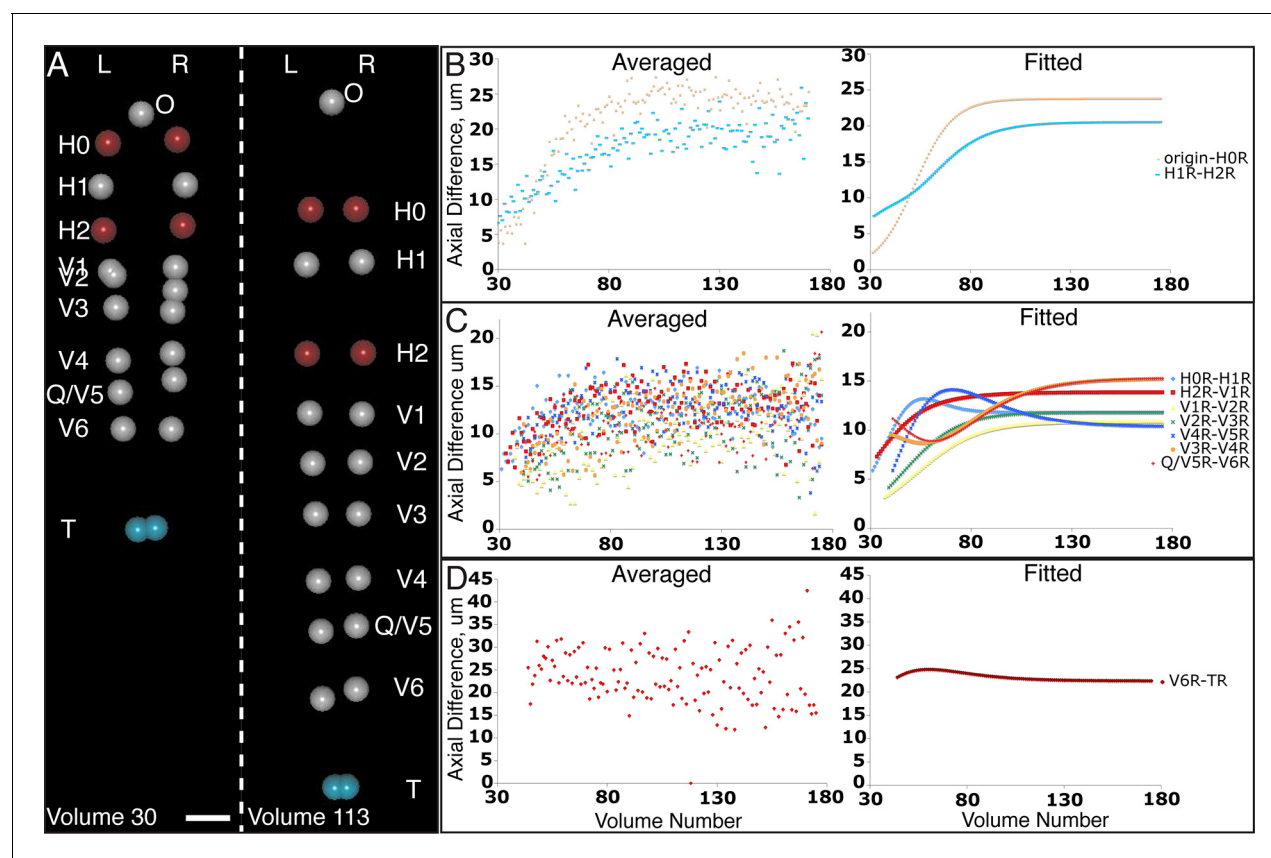 A
L R L R
O O
H0
H1
H2
V1
V2
V3
V4
Q/V5
V6
T
H0
H1
H2
V1
V2
V3
V4
Q/V5
V6
T
Volume 30 Volume 113
B Averaged Fitted
Axial Difference, um
30
25
20
15
10
5
0
30 80 130 180
30
25
20
15
10
5
0
30 80 130 180
origin-H0R
H1R-H2R
C Averaged Fitted
Axial Difference um
20
15
10
5
0
30 80 130 180
20
15
10
5
0
30 80 130 180
H0R-H1R
H2R-V1R
V1R-V2R
V2R-V3R
V4R-V5R
V3R-V4R
Q/V5R-V6R
D Averaged Fitted
Axial Difference, um
45
40
35
30
25
20
15
10
5
0
30 80 130 180
Volume Number
45
40
35
30
25
20
15
10
5
0
30 80 130 180
Volume Number
V6R-TR